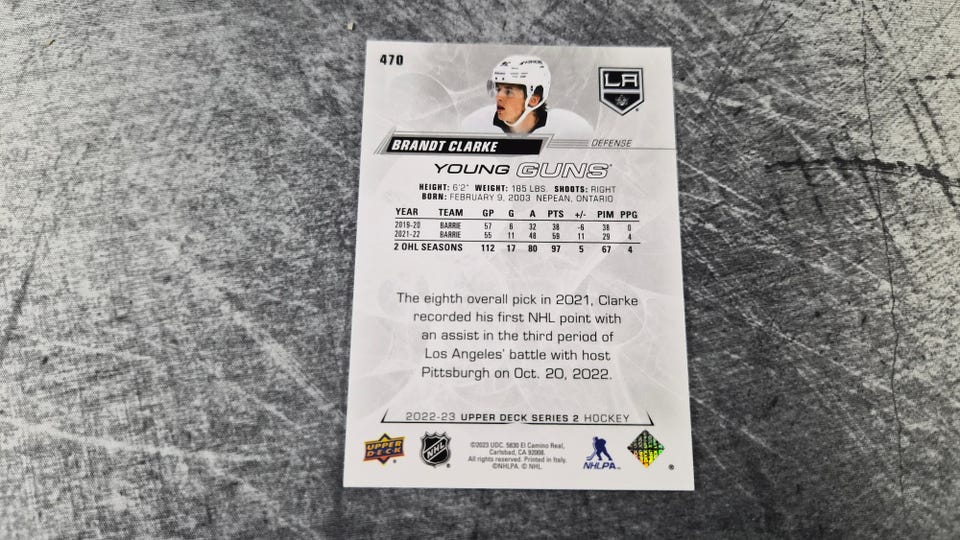 470
LA
BRANDT CLARKE
DEFENSE
YOUNG GUNS
HEIGHT: 6'2" WEIGHT: 185 LBS. SHOOTS: RIGHT
BORN: FEBRUARY 9, 2003 NEPEAN, ONTARIO
YEAR TEAM GP G A PTS +/- PIM PPG
2019-20 BARRIE 57 6 32 38 -6 38 0
2021-22 BARRIE 55 11 48 59 11 29 4
2 OHL SEASONS 112 17 80 97 5 67 4
The eighth overall pick in 2021, Clarke
recorded his first NHL point with
an assist in the third period of
Los Angeles' battle with host
Pittsburgh on Oct. 20, 2022.
2022-23 UPPER DECK SERIES 2 HOCKEY
UPPER
DECK
NHL
©2023 UDC. 5830 El Camino Real,
Carlsbad, CA 92008.
All rights reserved. Printed in Italy.
©NHLPA. © NHL.
NHLPA